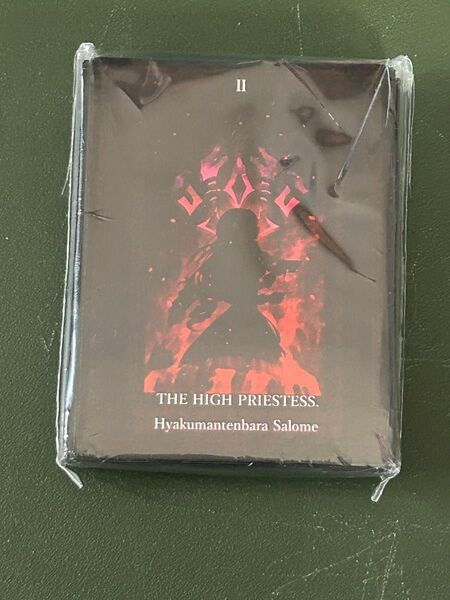 II
THE HIGH PRIESTESS.
Hyakumantenbara Salome